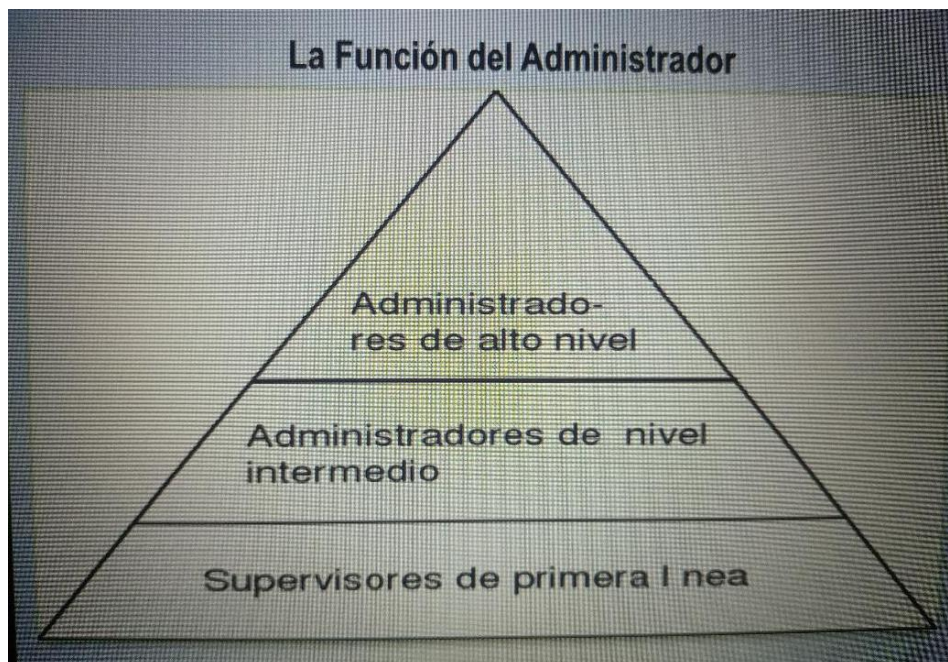 La Función del Administrador
Administrado-
res de alto nivel
Administradores de nivel
intermedio
Supervisores de primera l nea